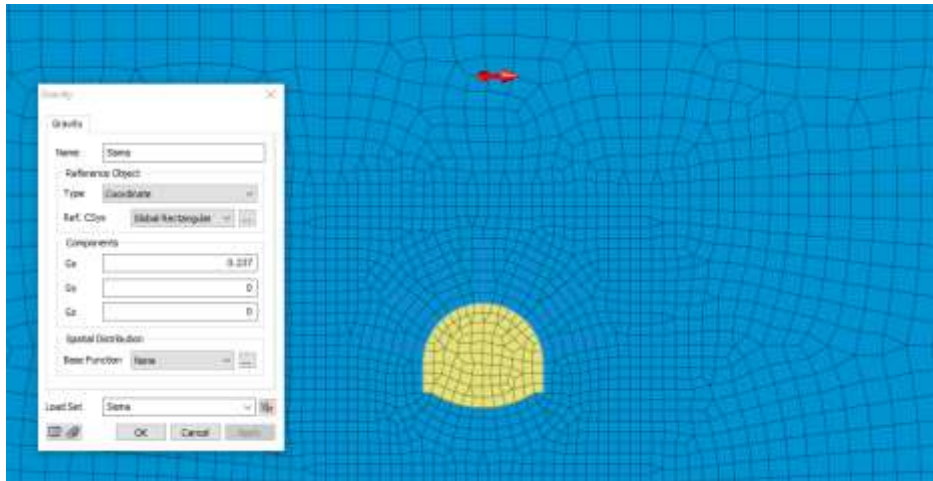 Gravity
Gravity
Name Sisma
Reference Object
Type Coordinate
Ref. CSys Global Rectangular ...
Components
Gx 0.237
Gy 0
Gz 0
Spatial Distribution
Base Function None ...
Load Set Sisma
OK Cancel Apply